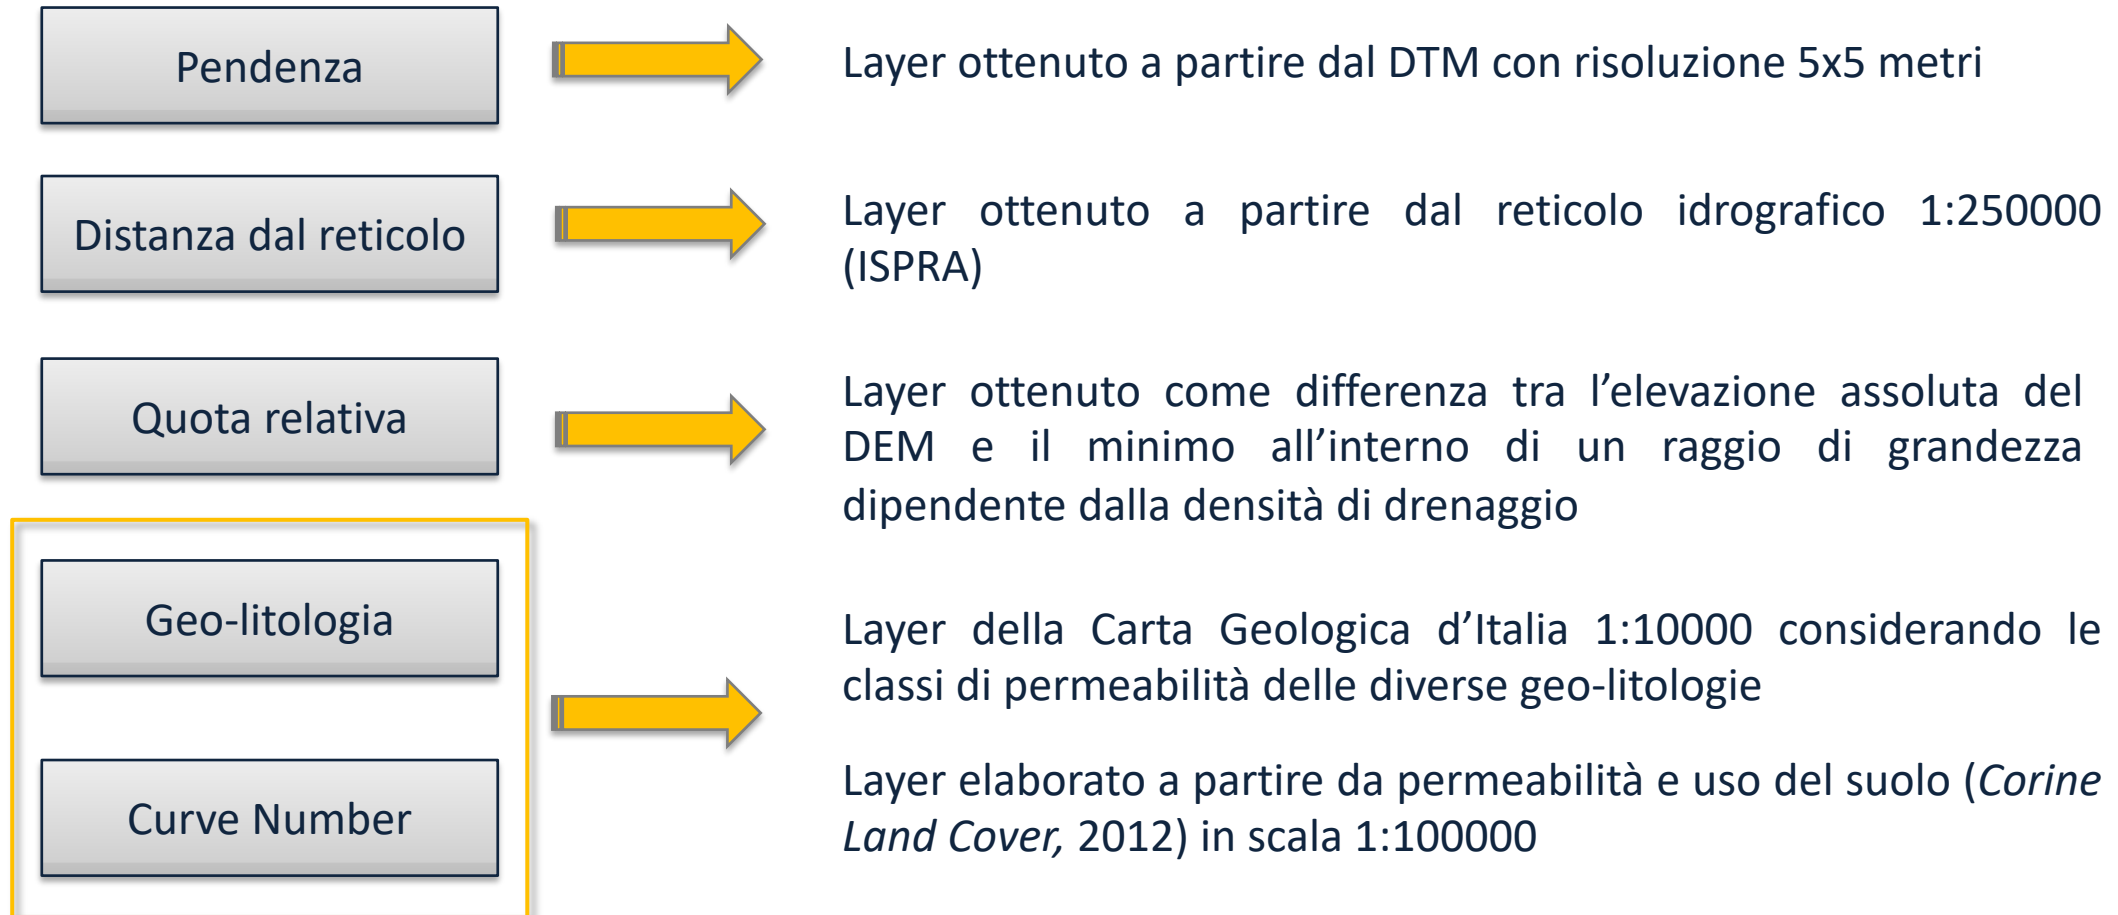 Pendenza
Layer ottenuto a partire dal DTM con risoluzione 5x5 metri
Distanza dal reticolo
Layer ottenuto a partire dal reticolo idrografico 1:250000
(ISPRA)
Quota relativa
Layer ottenuto come differenza tra l’elevazione assoluta del
DEM e il minimo all’interno di un raggio di grandezza
dipendente dalla densità di drenaggio
Geo-litologia
Layer della Carta Geologica d’Italia 1:10000 considerando le
classi di permeabilità delle diverse geo-litologie
Curve Number
Layer elaborato a partire da permeabilità e uso del suolo (Corine
Land Cover, 2012) in scala 1:100000